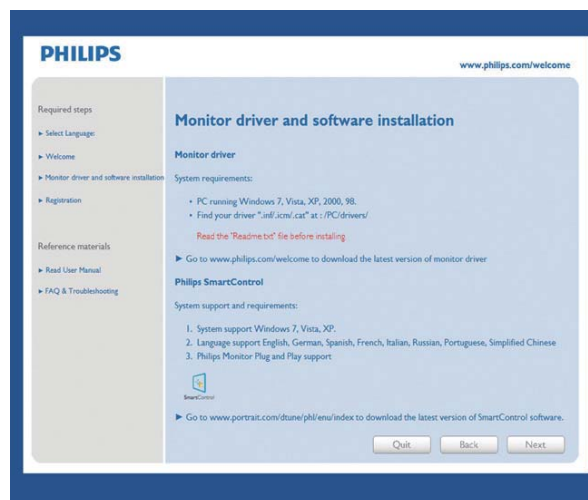 PHILIPS
www.philips.com/welcome
Required steps
Select Language:
Welcome
Monitor driver and software installation
Registration
Reference materials
Read User Manual
FAQ & Troubleshooting
Monitor driver and software installation
Monitor driver
System requirements:
• PC running Windows 7, Vista, XP, 2000, 98.
• Find your driver ".inf/.icm/.cat" at : /PC/drivers/
Read the "Readme.txt" file before installing
Go to www.philips.com/welcome to download the latest version of monitor driver
Philips SmartControl
System support and requirements:
1. System support Windows 7, Vista, XP.
2. Language support English, German, Spanish, French, Italian, Russian, Portuguese, Simplified Chinese
3. Philips Monitor Plug and Play support
SmartControl
Go to www.portrait.com/dtune/phl/enu/index to download the latest version of SmartControl software.
Quit Back Next